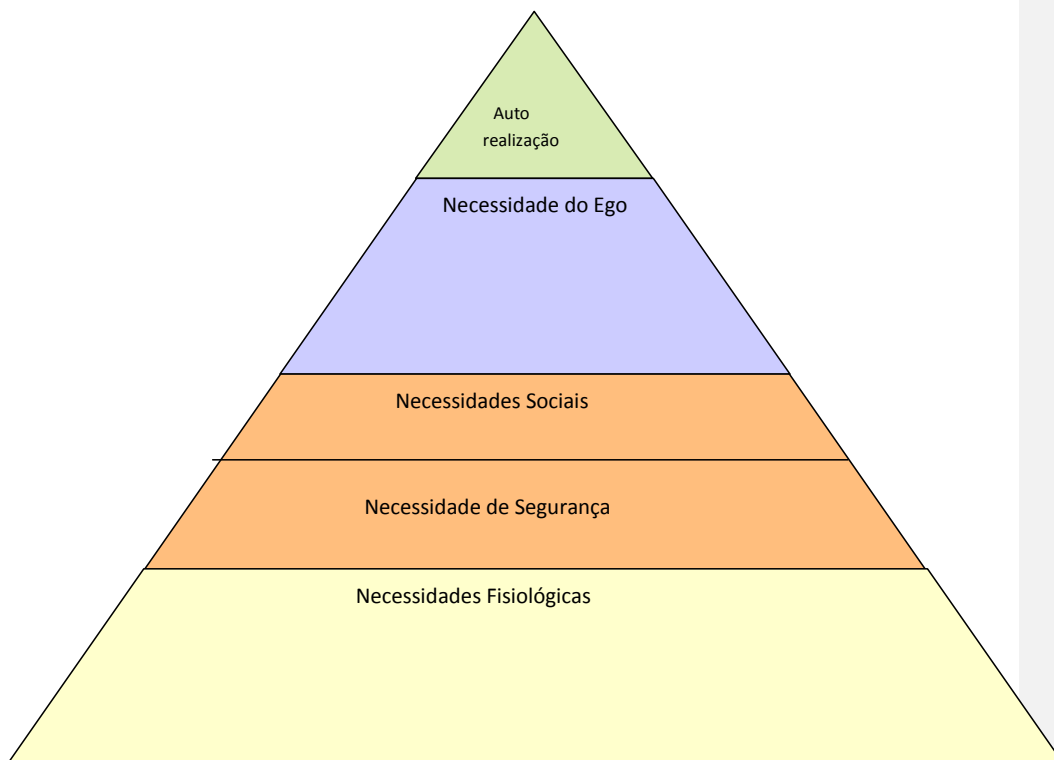 Auto
realização
Necessidade do Ego
Necessidades Sociais
Necessidade de Segurança
Necessidades Fisiológicas